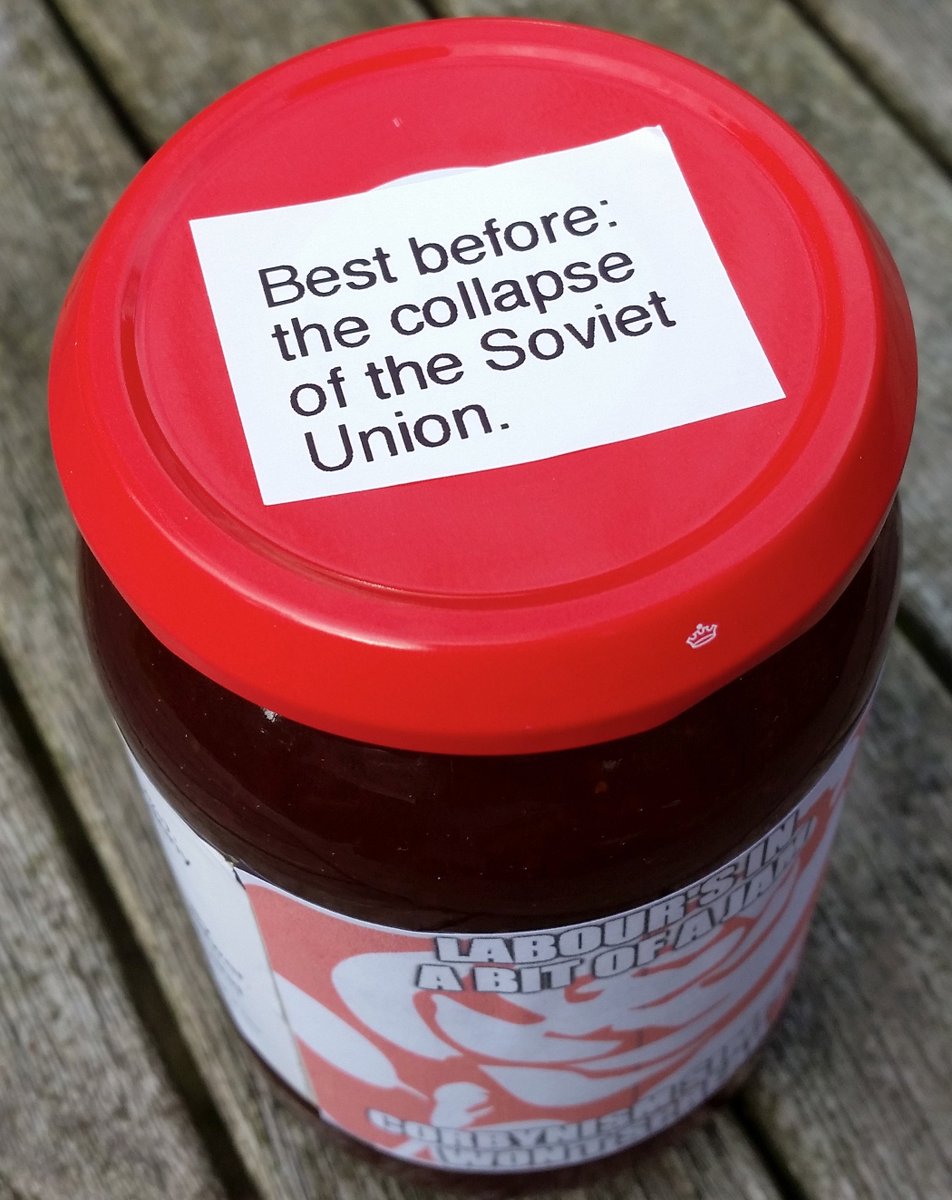 Best before:
the collapse
of the Soviet
Union.
LABOUR'S IN
A BIT OF A JAM